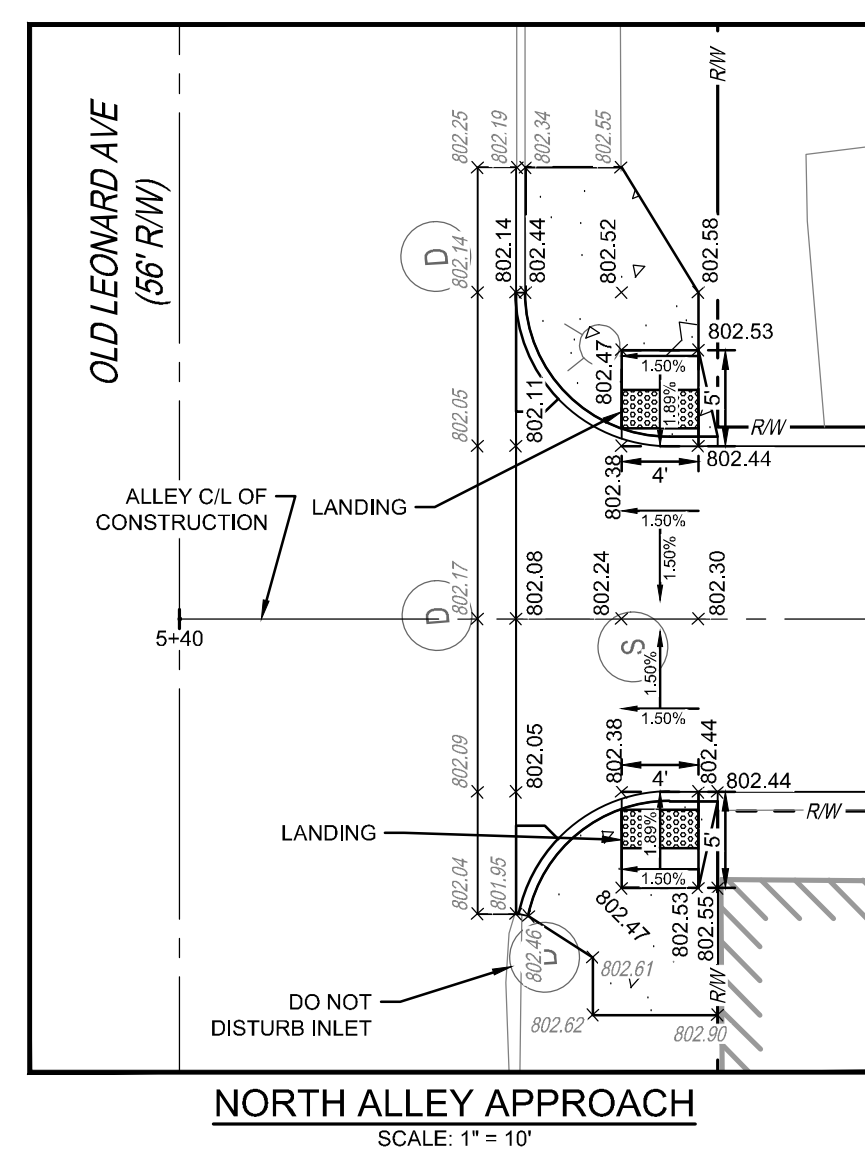 OLD LEONARD AVE
(56' R/W)
802.25
802.19
802.34
802.55
R/W
D
802.14
802.14
802.44
802.52
802.58
802.53
802.47
1.50%
1.89%
5'
802.11
802.05
R/W
802.38
4'
802.44
ALLEY C/L OF
CONSTRUCTION
LANDING
1.50%
1.50%
D
802.17
802.08
802.24
802.30
5+40
S
1.50%
1.50%
802.09
802.05
802.38
802.44
4'
802.44
R/W
LANDING
1.89%
5'
1.50%
802.04
801.95
802.47
802.53
802.55
802.46
D
802.61
R/W
DO NOT
DISTURB INLET
802.62
802.90
NORTH ALLEY APPROACH
SCALE: 1" = 10'